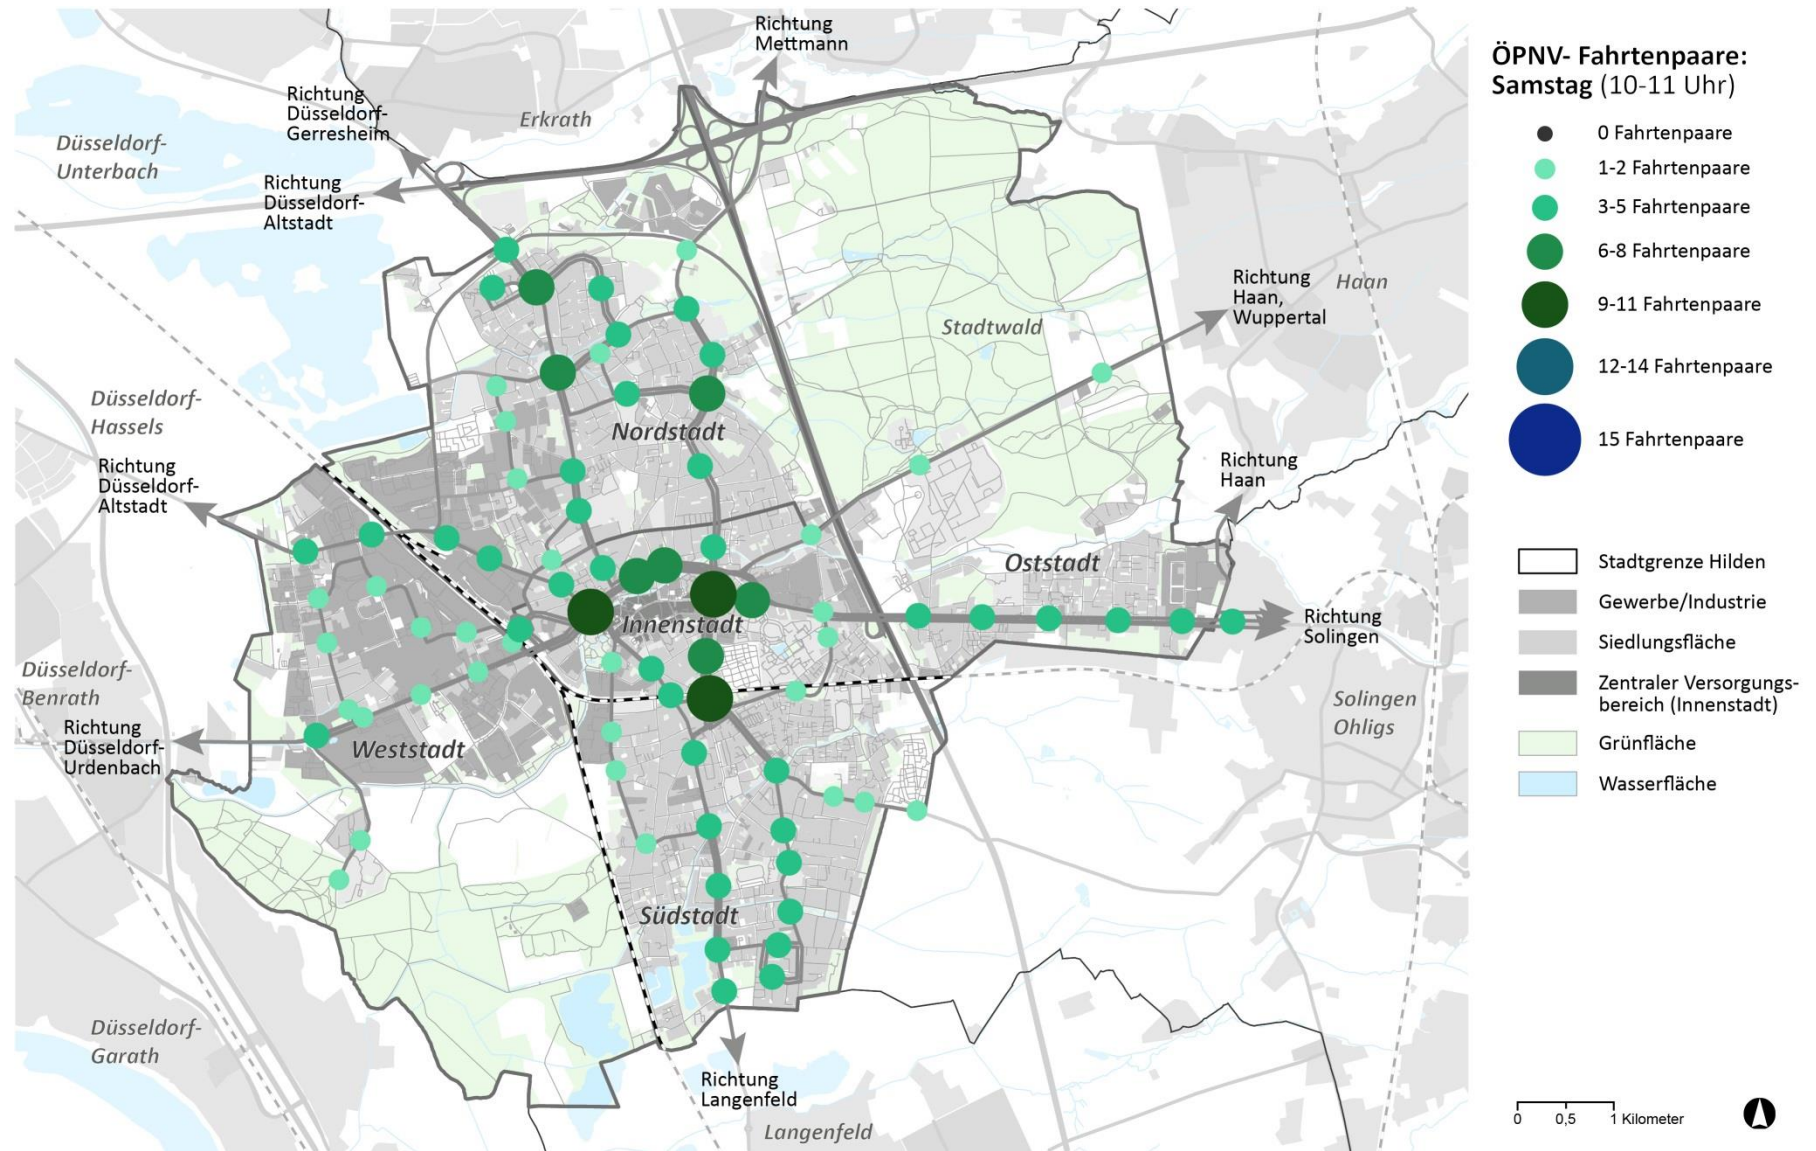 Richtung
Mettmann
Richtung
Düsseldorf-
Gerresheim
Erkrath
Düsseldorf-
Unterbach
Richtung
Düsseldorf-
Altstadt
Richtung
Haan,
Wuppertal
Haan
Stadtwald
Düsseldorf-
Hassels
Nordstadt
Richtung
Düsseldorf-
Altstadt
Richtung
Haan
Oststadt
Innenstadt
Richtung
Solingen
Düsseldorf-
Benrath
Solingen
Ohligs
Richtung
Düsseldorf-
Urdenbach
Weststadt
Südstadt
Düsseldorf-
Garath
Richtung
Langenfeld
Langenfeld
ÖPNV- Fahrtenpaare:
Samstag (10-11 Uhr)
0 Fahrtenpaare
1-2 Fahrtenpaare
3-5 Fahrtenpaare
6-8 Fahrtenpaare
9-11 Fahrtenpaare
12-14 Fahrtenpaare
15 Fahrtenpaare
Stadtgrenze Hilden
Gewerbe/Industrie
Siedlungsfläche
Zentraler Versorgungs-
bereich (Innenstadt)
Grünfläche
Wasserfläche
0 0,5 1 Kilometer